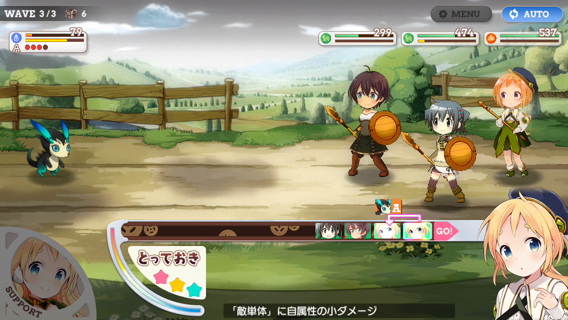 WAVE 3/3 6
MENU
AUTO
79
A
299
474
537
A
GO!
とっておき
SUPPORT
「敵単体」に自属性の小ダメージ